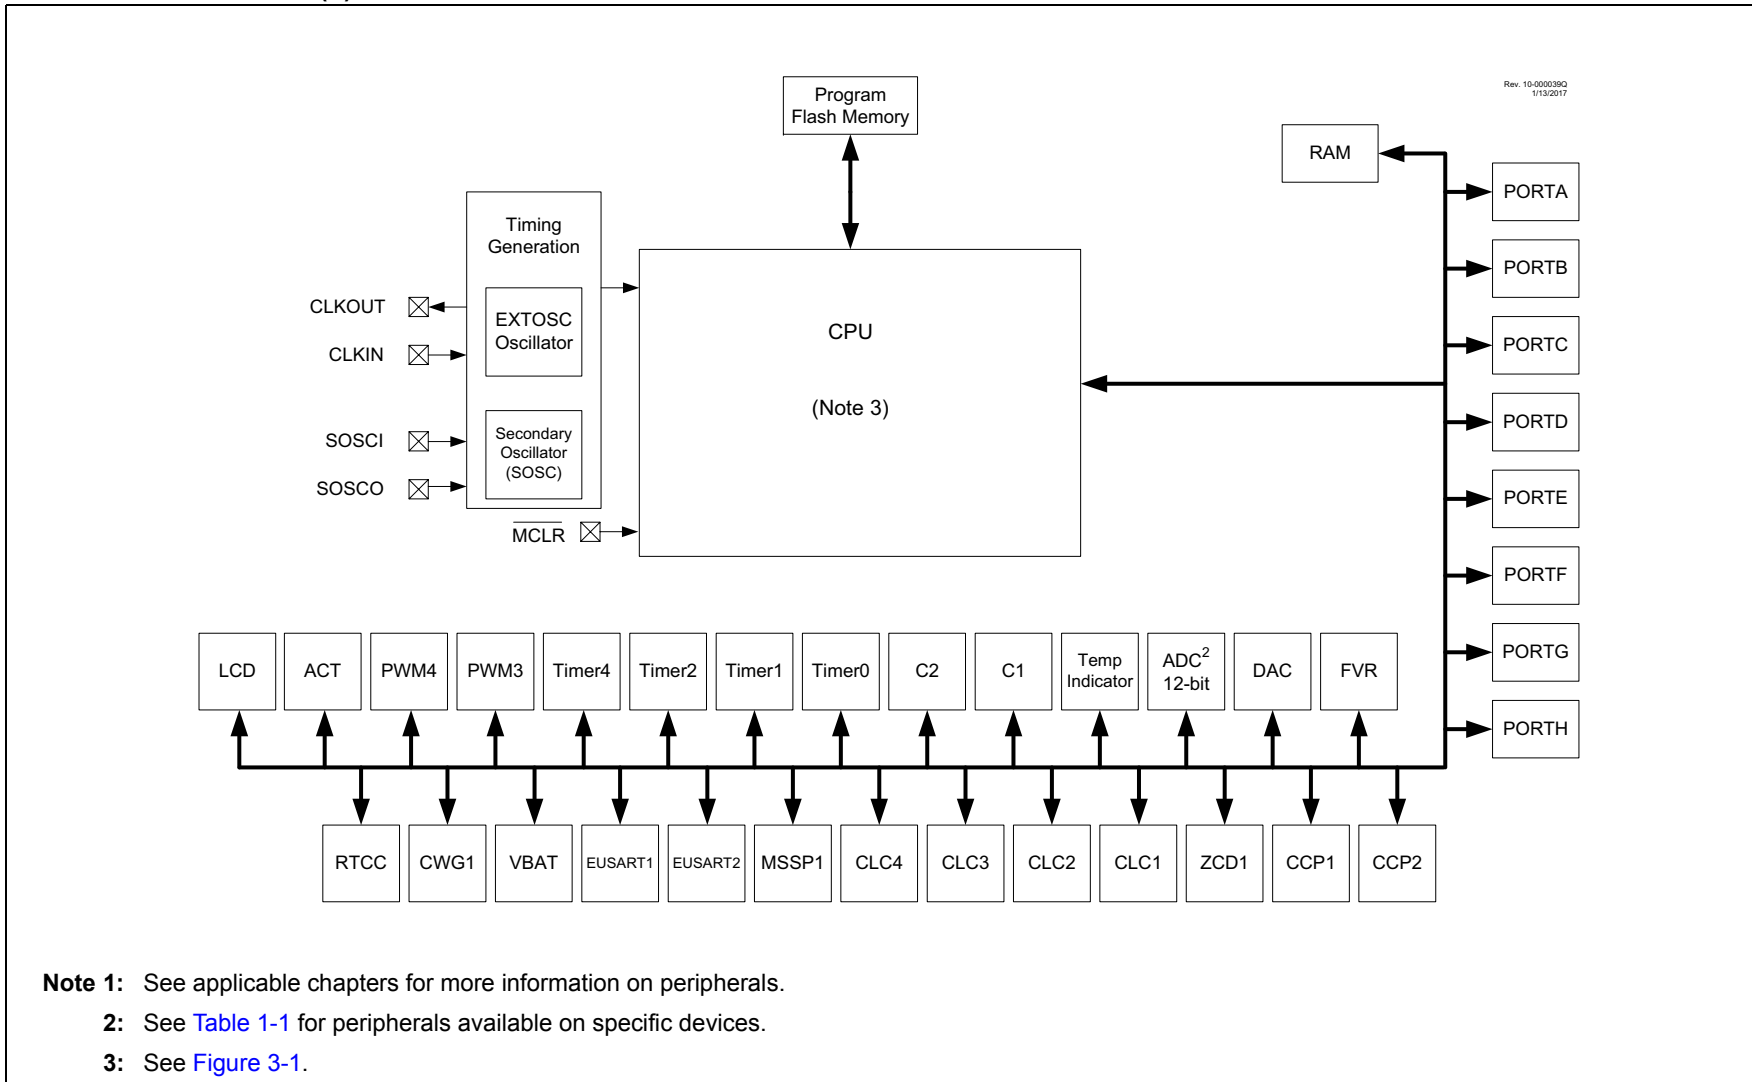 Rev. 10-000039Q
1/13/2017
Program
Flash Memory
RAM
PORTA
PORTB
PORTC
PORTD
PORTE
PORTF
PORTG
PORTH
Timing
Generation
EXTOSC
Oscillator
Secondary
Oscillator
(SOSC)
CLKOUT
CLKIN
SOSCI
SOSCO
MCLR
CPU
(Note 3)
LCD
ACT
PWM4
PWM3
Timer4
Timer2
Timer1
Timer0
C2
C1
Temp
Indicator
ADC²
12-bit
DAC
FVR
RTCC
CWG1
VBAT
EUSART1
EUSART2
MSSP1
CLC4
CLC3
CLC2
CLC1
ZCD1
CCP1
CCP2
Note 1: See applicable chapters for more information on peripherals.
2: See Table 1-1 for peripherals available on specific devices.
3: See Figure 3-1.